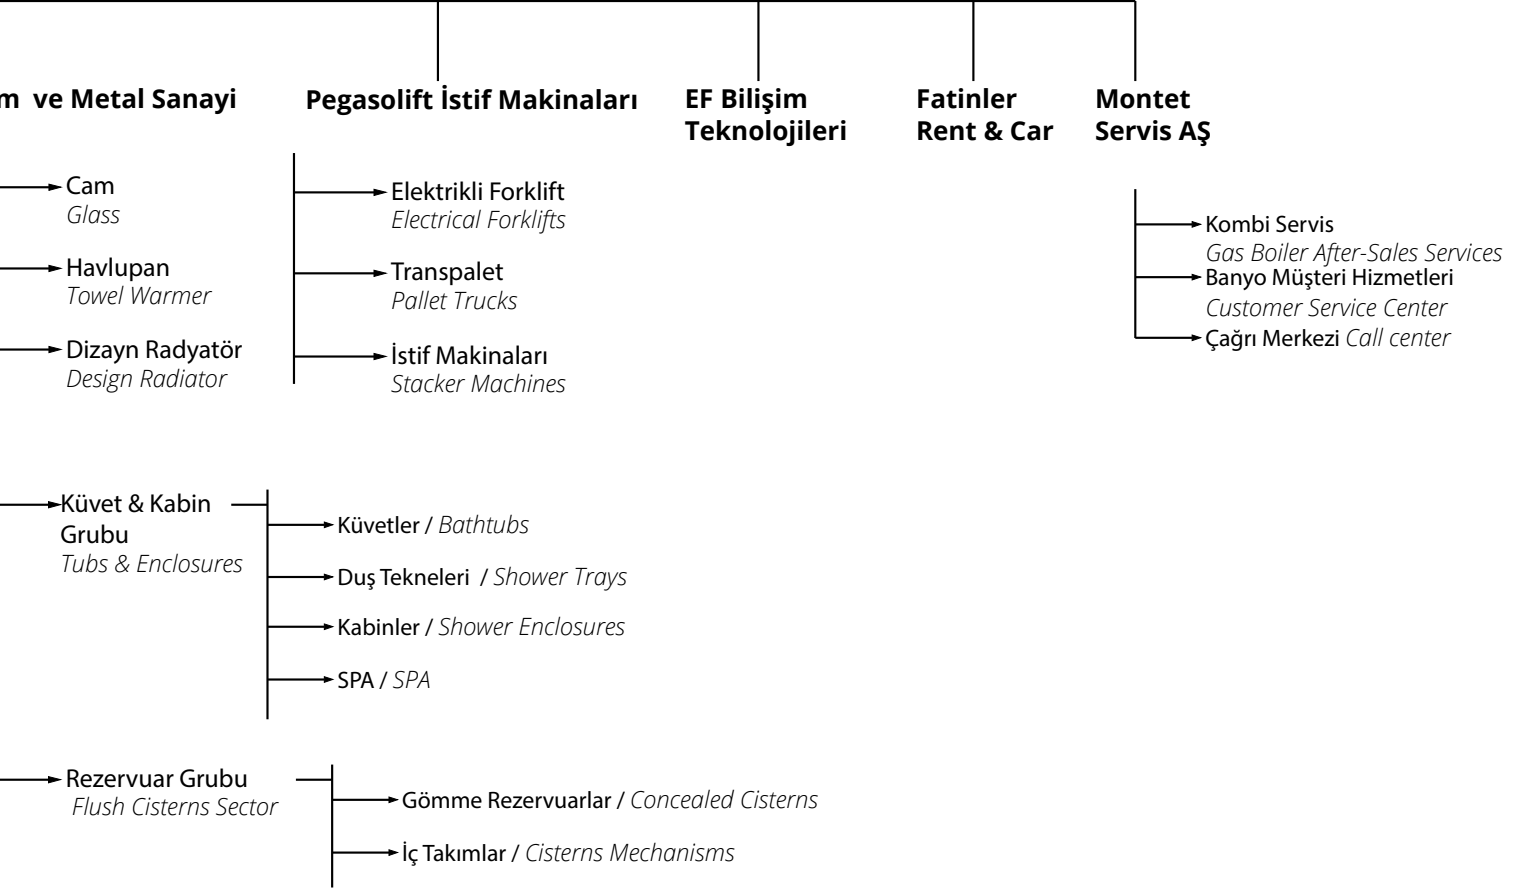 m ve Metal Sanayi
Pegasolift İstif Makinaları
EF Bilişim
Teknolojileri
Fatinler
Rent & Car
Montet
Servis AŞ
Cam
Glass
Havlupan
Towel Warmer
Dizayn Radyatör
Design Radiator
Elektrikli Forklift
Electrical Forklifts
Transpalet
Pallet Trucks
İstif Makinaları
Stacker Machines
Kombi Servis
Gas Boiler After-Sales Services
Banyo Müşteri Hizmetleri
Customer Service Center
Çağrı Merkezi Call center
Küvet & Kabin
Grubu
Tubs & Enclosures
Küvetler / Bathtubs
Duş Tekneleri / Shower Trays
Kabinler / Shower Enclosures
SPA / SPA
Rezervuar Grubu
Flush Cisterns Sector
Gömme Rezervuarlar / Concealed Cisterns
İç Takımlar / Cisterns Mechanisms